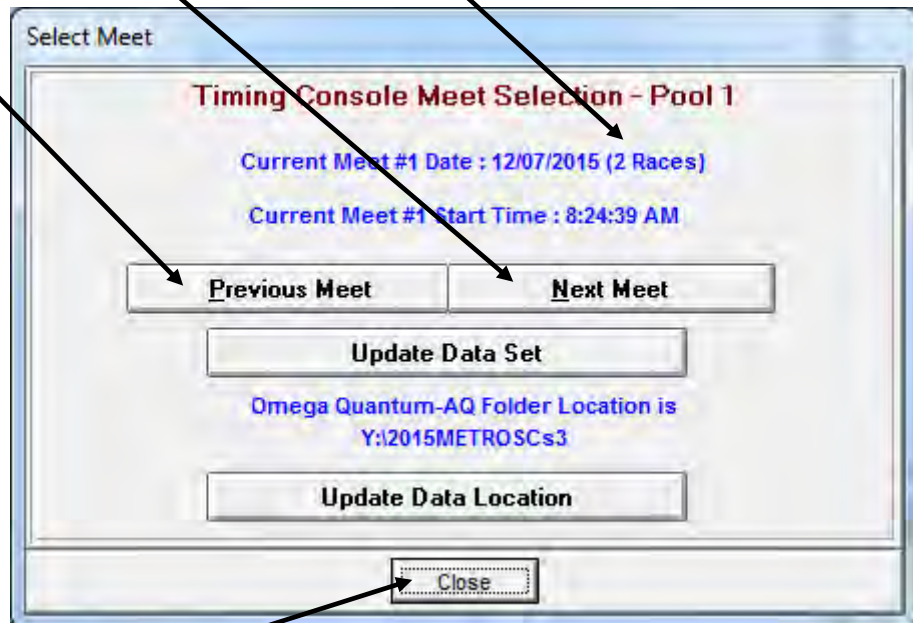 Select Meet
Timing Console Meet Selection - Pool 1
Current Meet #1 Date : 12/07/2015 (2 Races)
Current Meet #1 Start Time : 8:24:39 AM
Previous Meet
Next Meet
Update Data Set
Omega Quantum-AQ Folder Location is
Y:\2015METROSCs3
Update Data Location
Close